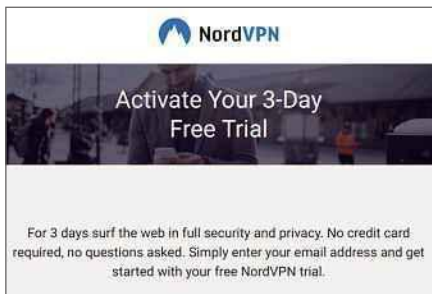 NordVPN
Activate Your 3-Day
Free Trial
For 3 days surf the web in full security and privacy. No credit card
required, no questions asked. Simply enter your email address and get
started with your free NordVPN trial.